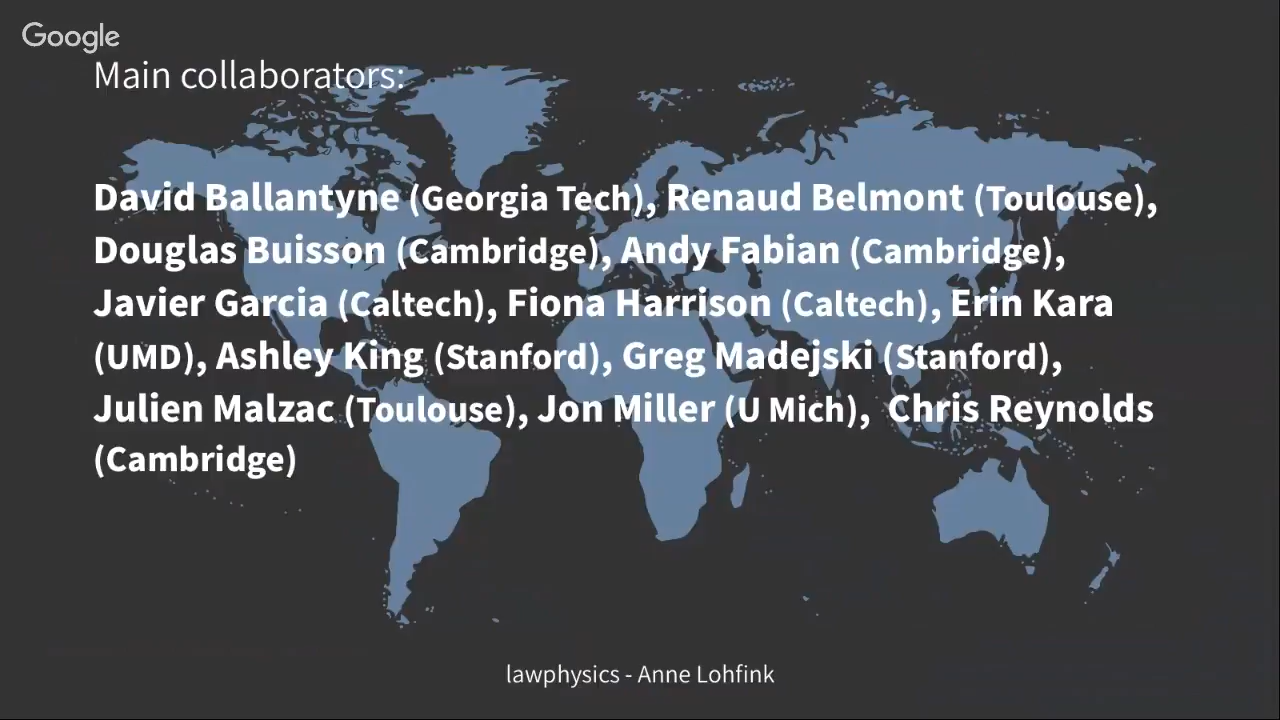 Google
Main collaborators:
David Ballantyne (Georgia Tech), Renaud Belmont (Toulouse),
Douglas Buisson (Cambridge), Andy Fabian (Cambridge),
Javier Garcia (Caltech), Fiona Harrison (Caltech), Erin Kara
(UMD), Ashley King (Stanford), Greg Madejski (Stanford),
Julien Malzac (Toulouse), Jon Miller (U Mich), Chris Reynolds
(Cambridge)
lawphysics - Anne Lohfink